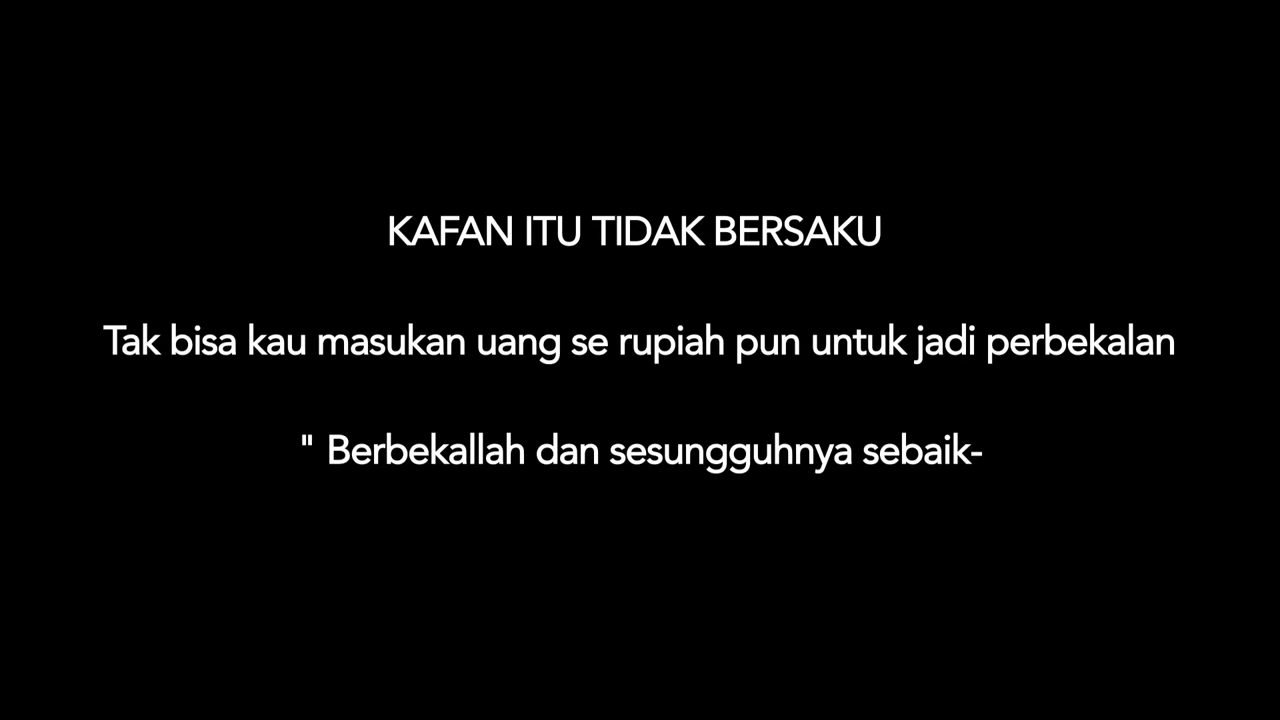 KAFAN ITU TIDAK BERSAKU
Tak bisa kau masukan uang se rupiah pun untuk jadi perbekalan
" Berbekallah dan sesungguhnya sebaik-